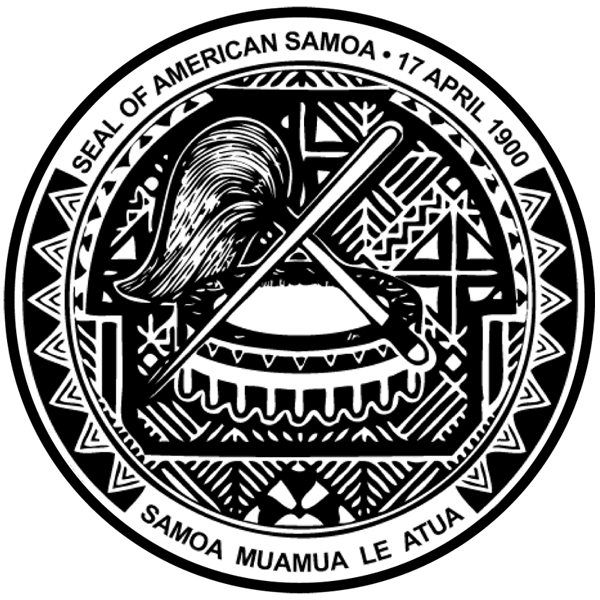 SEAL OF AMERICAN SAMOA • 17 APRIL 1900
SAMOA MUAMUA LE ATUA